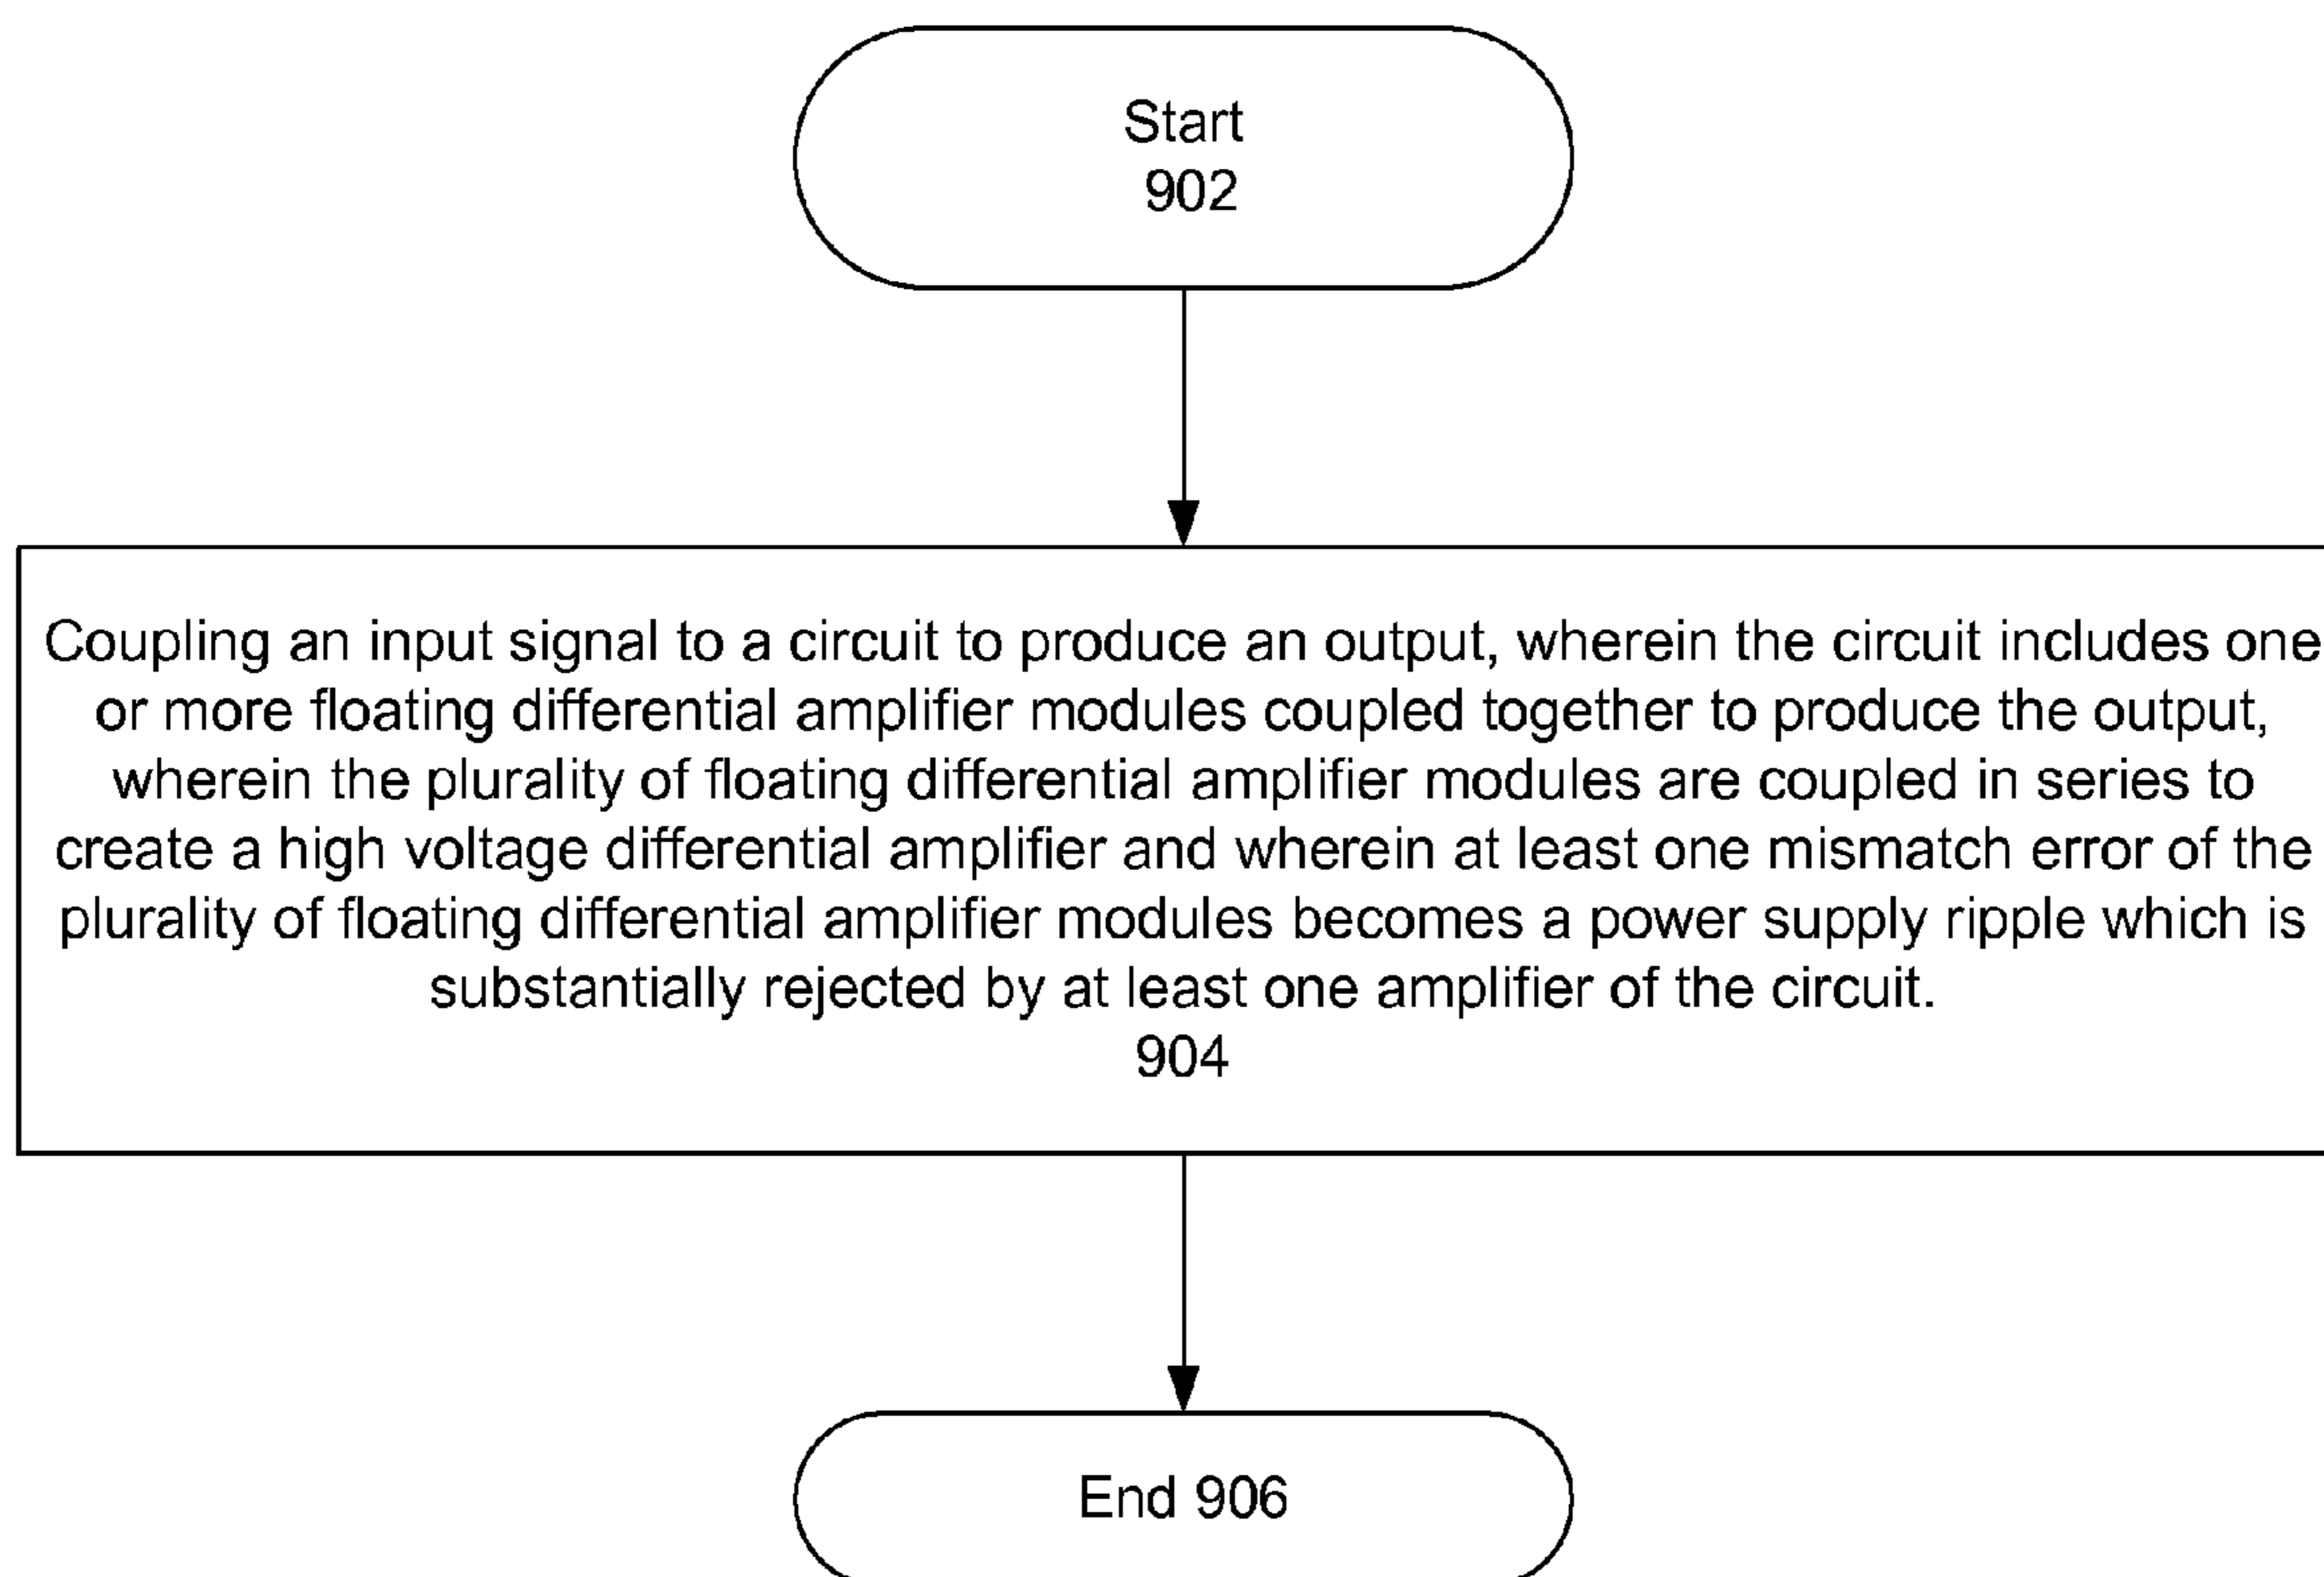 Start
902
Coupling an input signal to a circuit to produce an output, wherein the circuit includes one
or more floating differential amplifier modules coupled together to produce the output,
wherein the plurality of floating differential amplifier modules are coupled in series to
create a high voltage differential amplifier and wherein at least one mismatch error of the
plurality of floating differential amplifier modules becomes a power supply ripple which is
substantially rejected by at least one amplifier of the circuit.
904
End 906